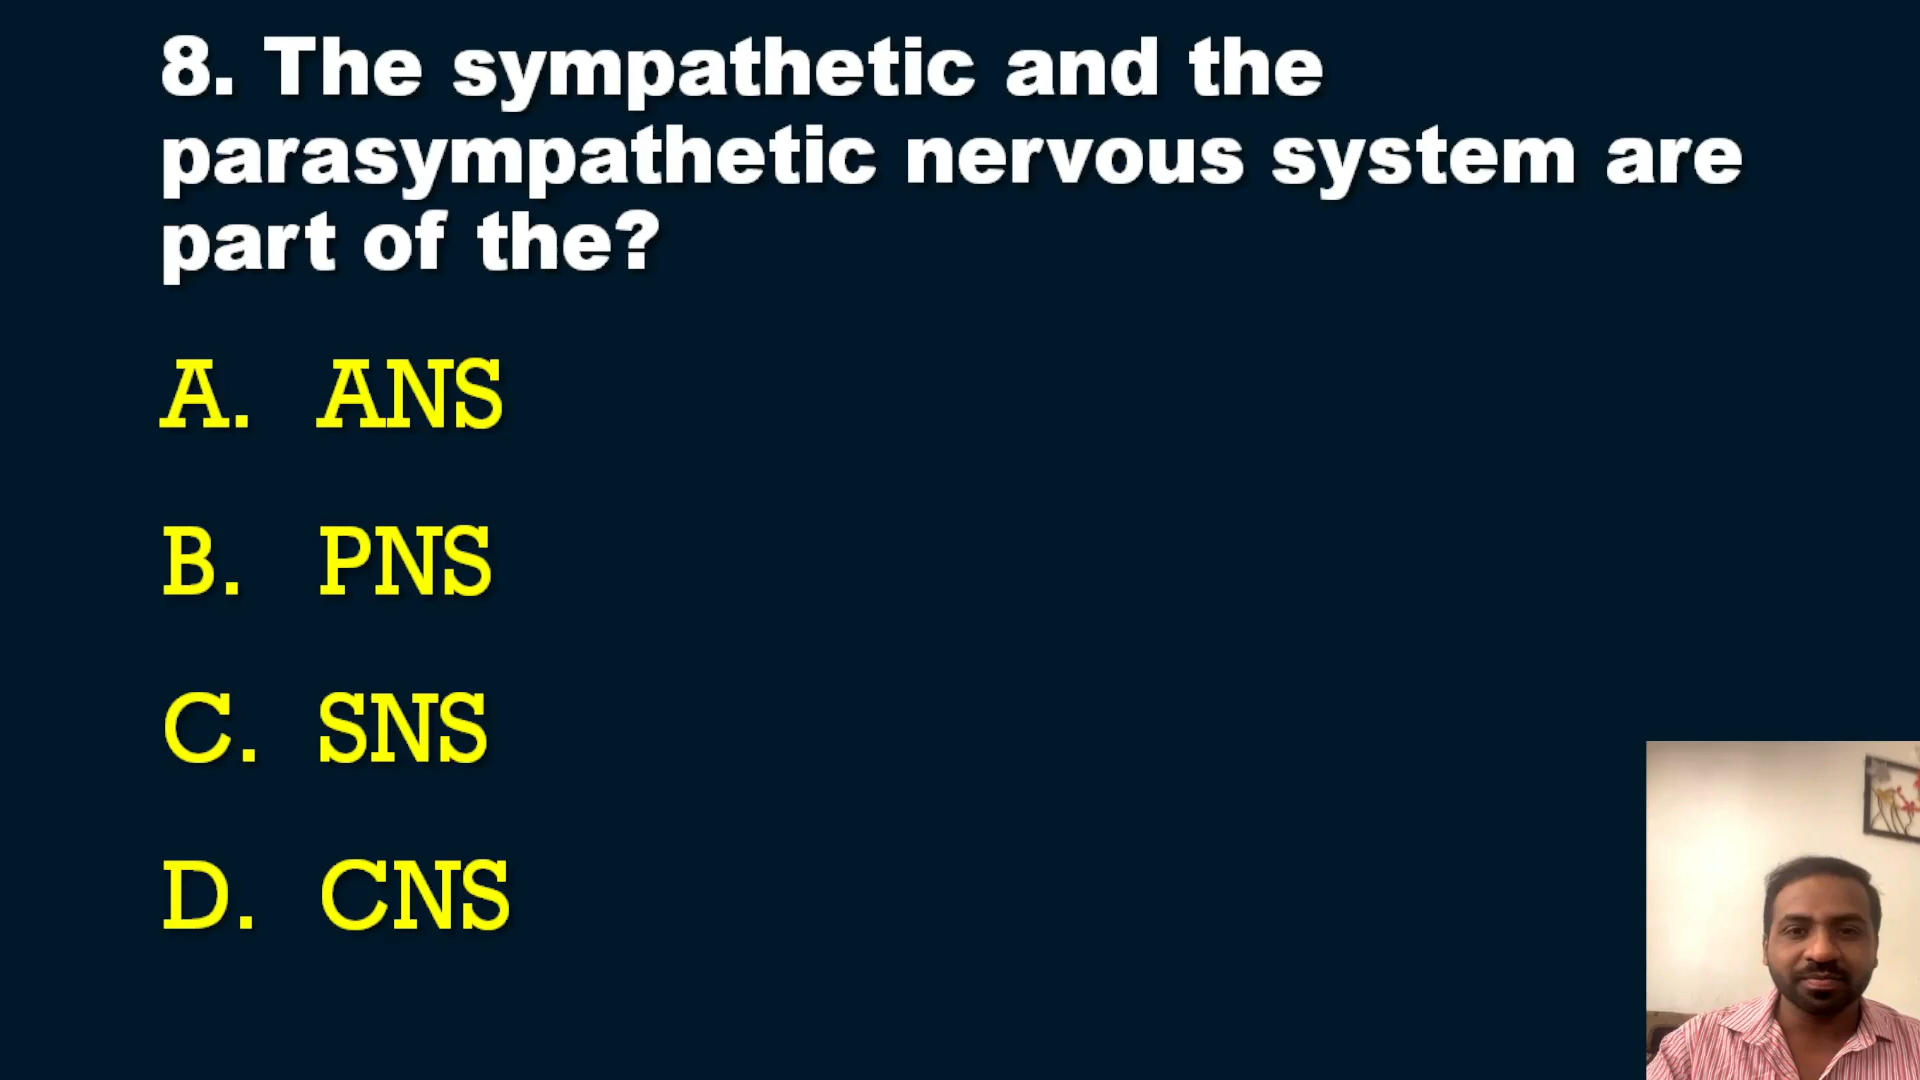 8. The sympathetic and the
parasympathetic nervous system are
part of the?
A. ANS
B. PNS
C. SNS
D. CNS